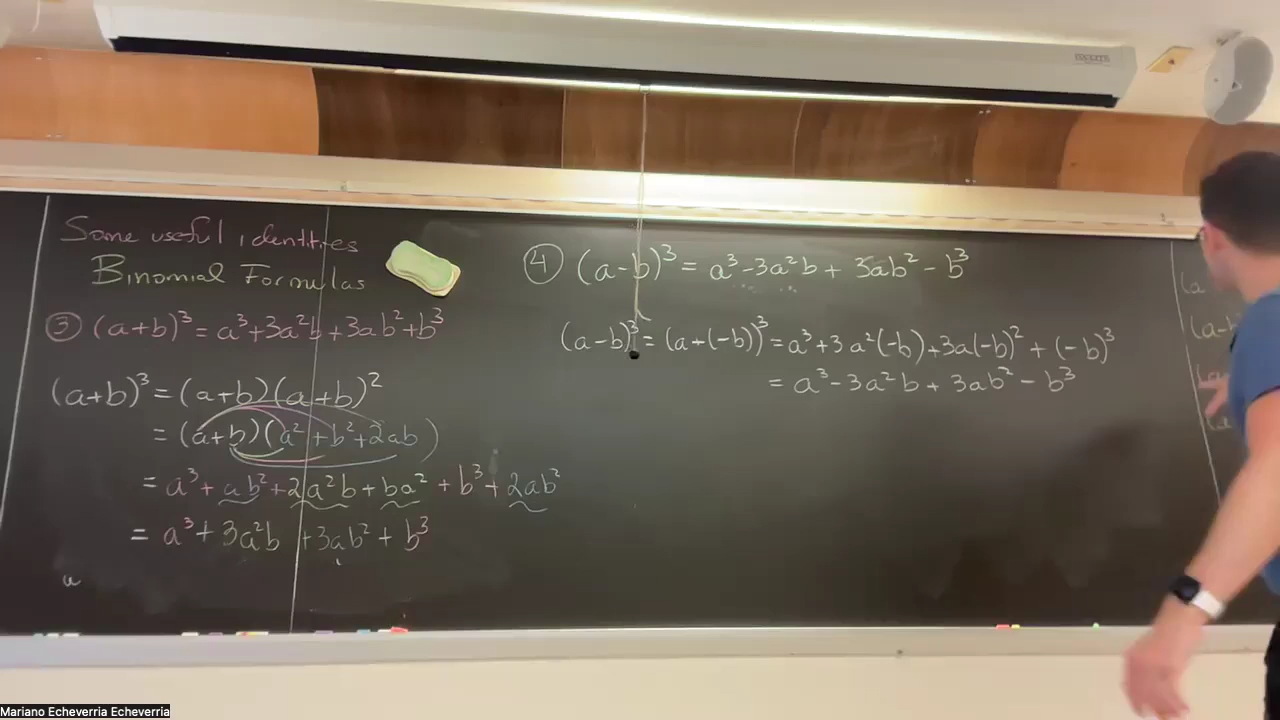 Some useful identites
Binomial Formulas
③ (a+b)³ = a³+3a²b+3ab²+b³
(a+b)³ = (a+b)(a+b)²
= (a+b)(a²+b²+2ab)
= a³+ab²+2a²b+ba²+b³+2ab²
= a³+3a²b+3ab²+b³
④ (a-b)³ = a³-3a²b+3ab²-b³
(a-b)³ = (a+(-b))³ = a³+3a²(-b)+3a(-b)²+(-b)³
= a³-3a²b+3ab²-b³
(a
(a-b
Mariano Echeverria Echeverria